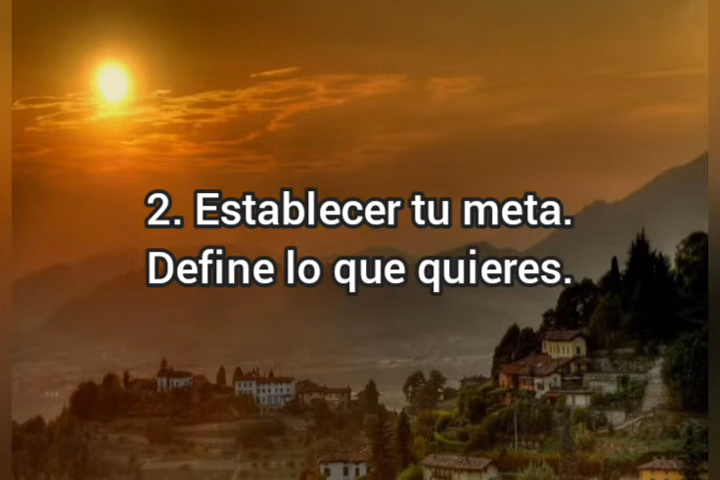 2. Establecer tu meta.
Define lo que quieres.